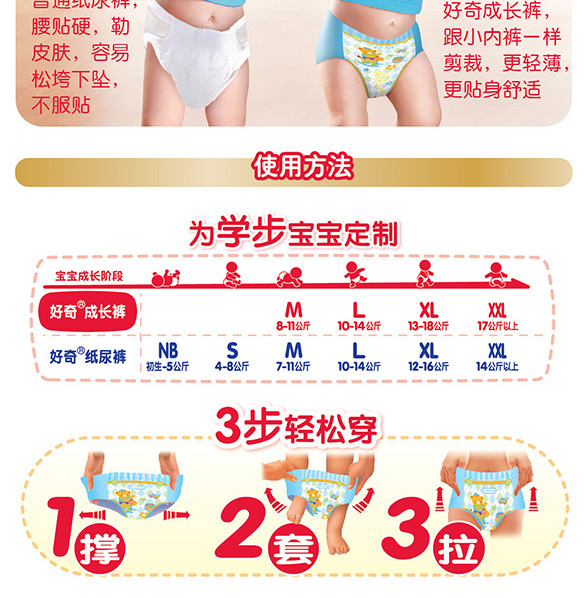 普通纸尿裤,
腰贴硬,勒
皮肤,容易
松垮下坠,
不服贴
好奇成长裤,
跟小内裤一样
剪裁,更轻薄,
更贴身舒适
使用方法
为学步宝宝定制
宝宝成长阶段
好奇®成长裤 M L XL XXL
8-11公斤 10-14公斤 13-18公斤 17公斤以上
好奇®纸尿裤 NB S M L XL XXL
初生-5公斤 4-8公斤 7-11公斤 10-14公斤 12-16公斤 14公斤以上
3步轻松穿
1撑 2套 3拉